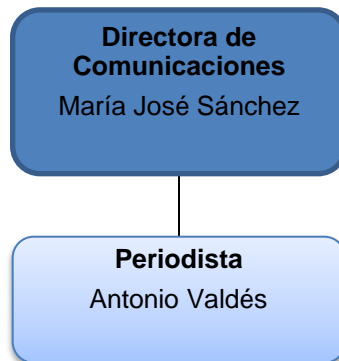 Directora de
Comunicaciones
María José Sánchez
Periodista
Antonio Valdés